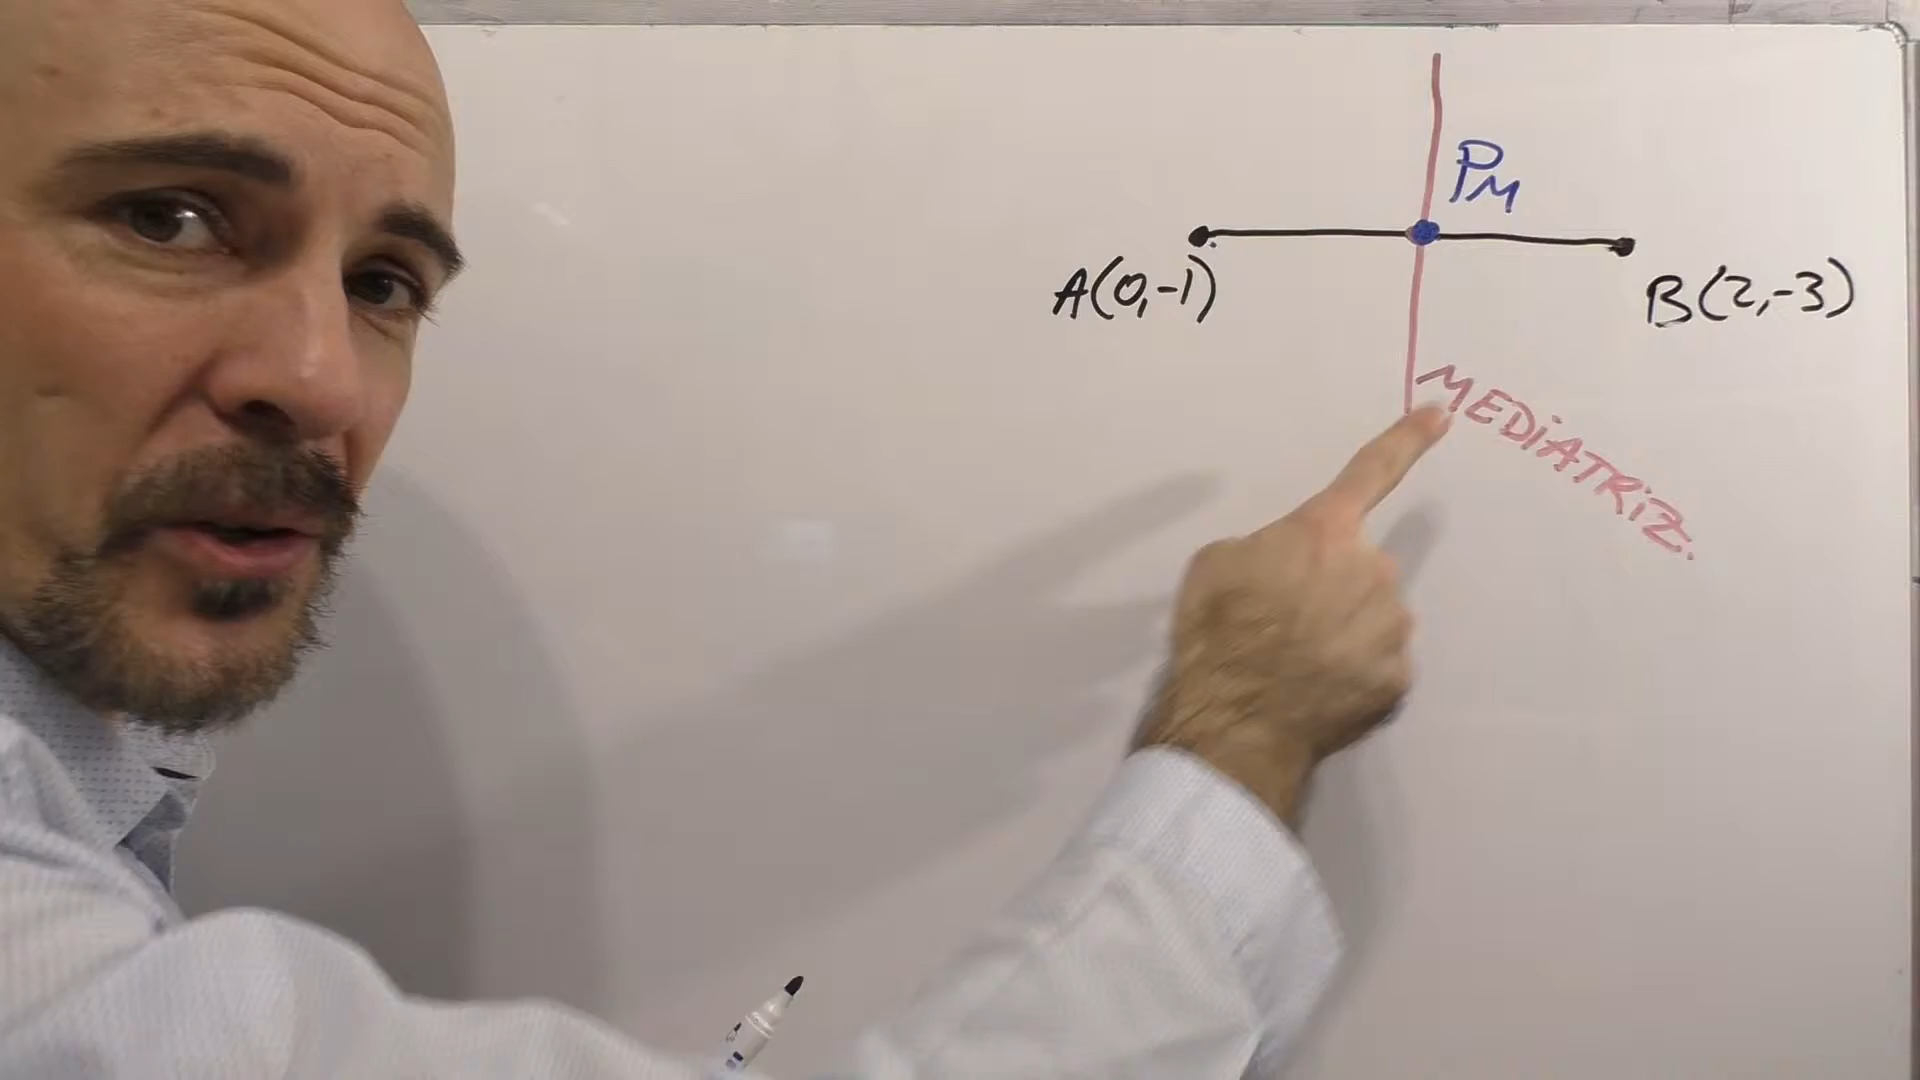 PM
A(0,-1)
B(2,-3)
MEDIATRIZ.